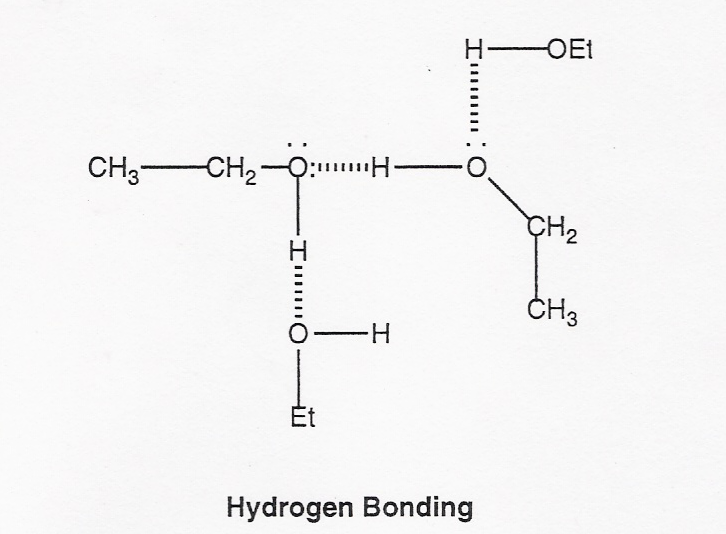 H OEt
CH3 CH2 O: H O
H
CH2
CH3
O H
Et
Hydrogen Bonding